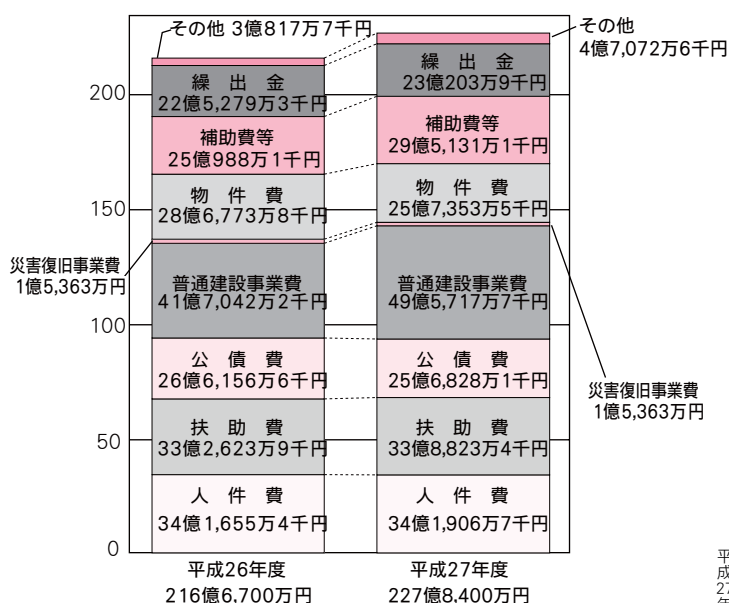 その他 3億817万7千円
その他
4億7,072万6千円
繰出金
22億5,279万3千円
繰出金
23億203万9千円
200
補助費等
25億988万1千円
補助費等
29億5,131万1千円
物件費
28億6,773万8千円
物件費
25億7,353万5千円
150
災害復旧事業費
1億5,363万円
普通建設事業費
41億7,042万2千円
普通建設事業費
49億5,717万7千円
100
公債費
26億6,156万6千円
公債費
25億6,828万1千円
災害復旧事業費
1億5,363万円
扶助費
33億2,623万9千円
扶助費
33億8,823万4千円
50
人件費
34億1,655万4千円
人件費
34億1,906万7千円
0
平成26年度
216億6,700万円
平成27年度
227億8,400万円
平成27